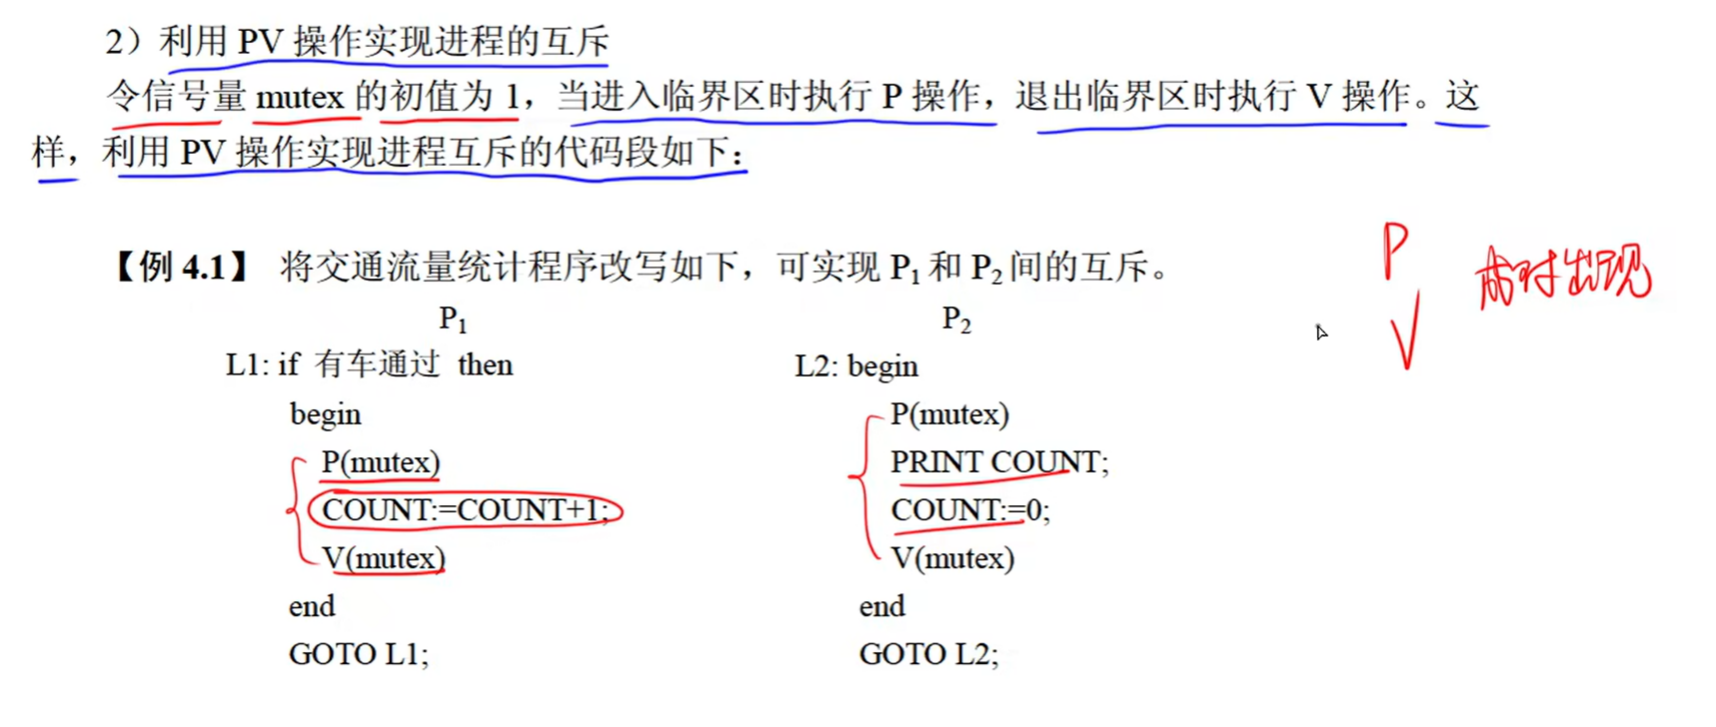 2）利用 PV 操作实现进程的互斥
令信号量 mutex 的初值为 1，当进入临界区时执行 P 操作，退出临界区时执行 V 操作。这
样，利用 PV 操作实现进程互斥的代码段如下：
【例 4.1】 将交通流量统计程序改写如下，可实现 P₁ 和 P₂ 间的互斥。
P₁
L1: if 有车通过 then
begin
P(mutex)
COUNT:=COUNT+1;
V(mutex)
end
GOTO L1;
P₂
L2: begin
P(mutex)
PRINT COUNT;
COUNT:=0;
V(mutex)
end
GOTO L2;
P
V
成对出现